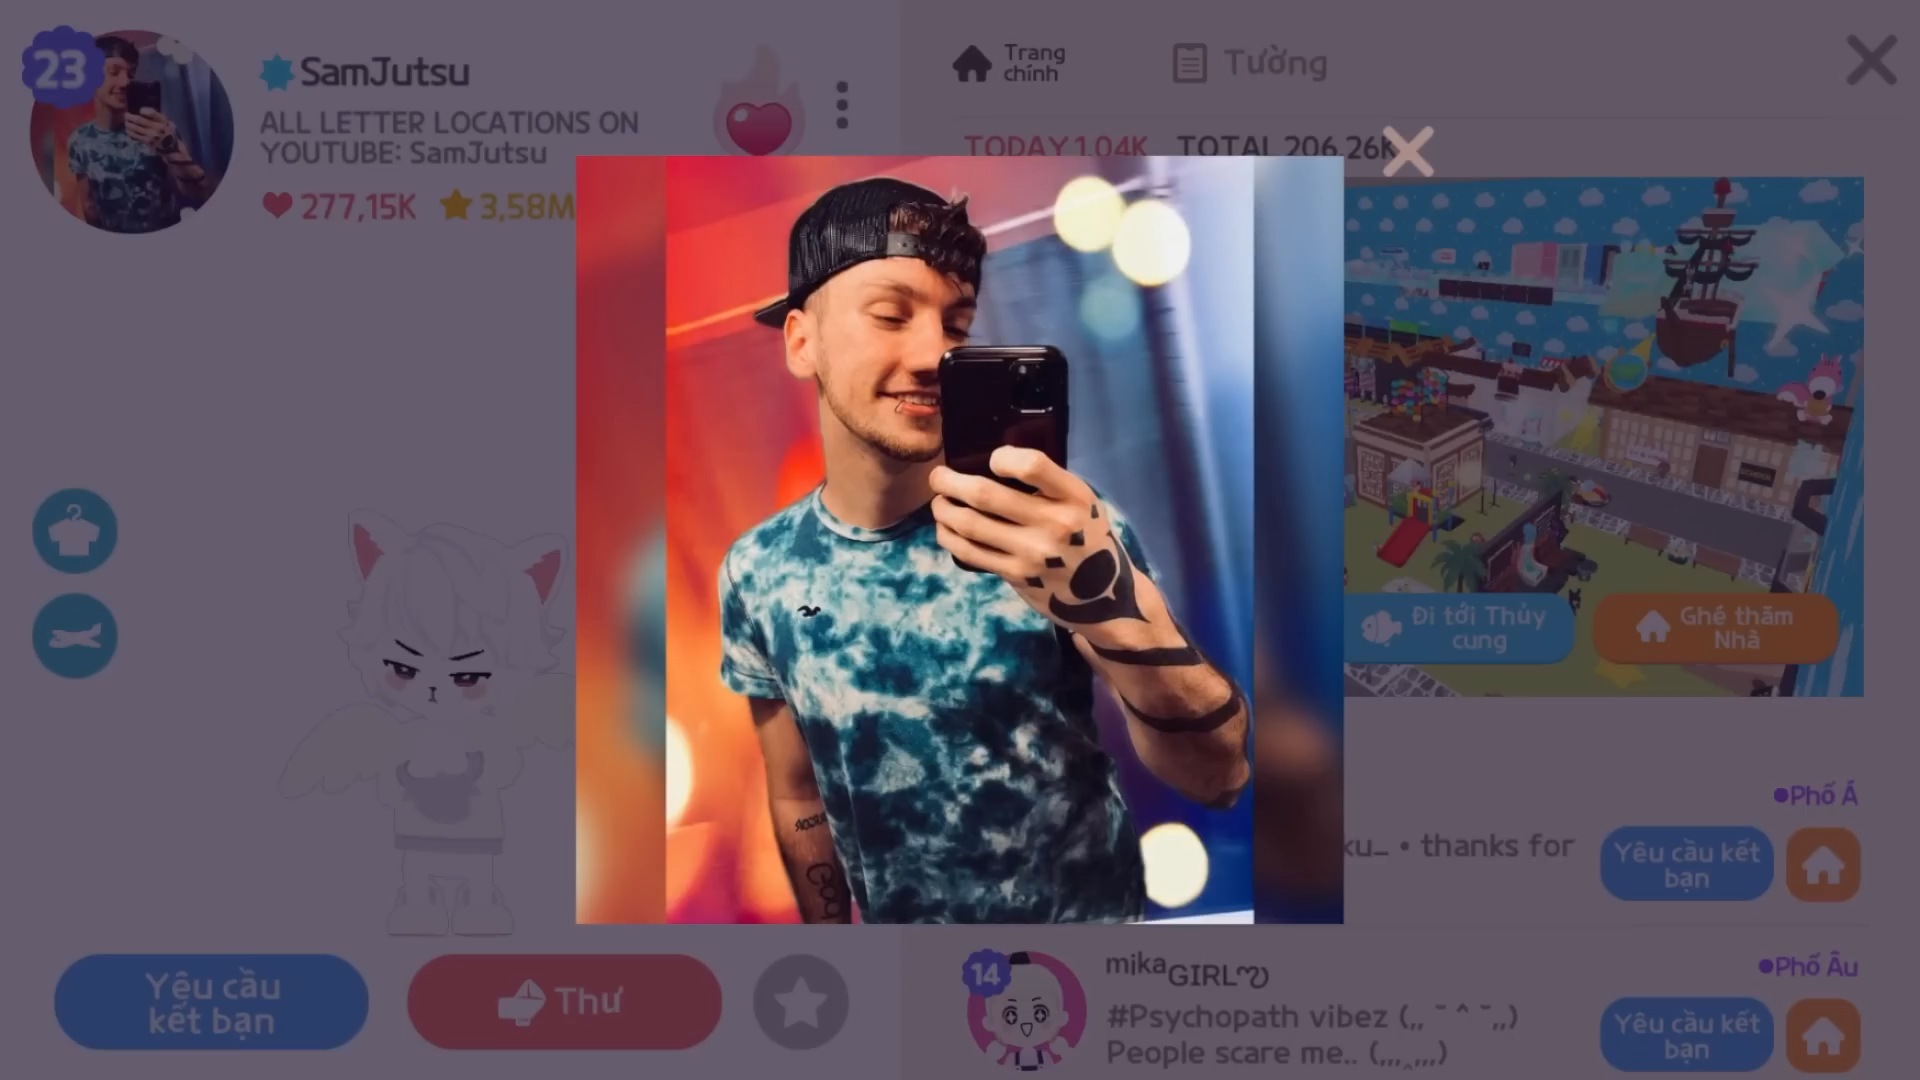 23
SamJutsu
ALL LETTER LOCATIONS ON
YOUTUBE: SamJutsu
277,15K
3,58M
Trang
chính
Tường
TODAY 1.04K
TOTAL 206.26K
Đi tới Thủy
cung
Ghé thăm
Nhà
Phố Á
• thanks for
Yêu cầu kết
bạn
Yêu cầu
kết bạn
Thư
14
mikaGIRLღ
Phố Âu
#Psychopath vibez (,, ˉ ^ ˉ,,)
People scare me.. (,,,‸,,,)
Yêu cầu kết
bạn